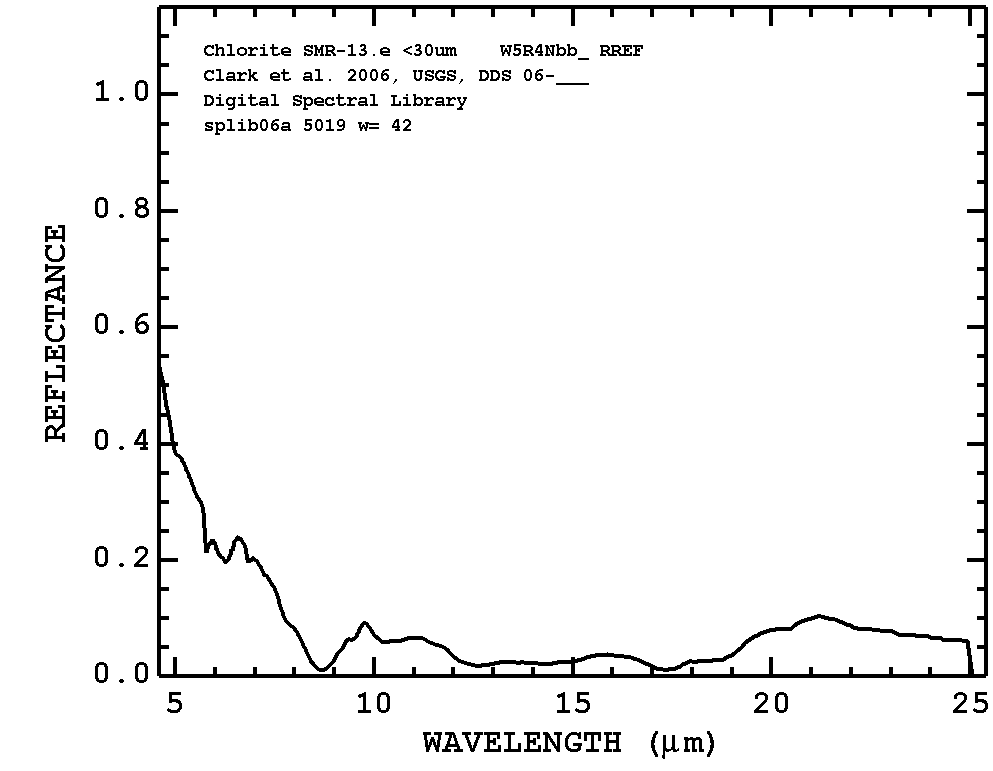 Chlorite SMR-13.e <30um W5R4Nbb_ RREF
Clark et al. 2006, USGS, DDS 06-___
Digital Spectral Library
splib06a 5019 w= 42
1.0
0.8
0.6
0.4
0.2
0.0
REFLECTANCE
5 10 15 20 25
WAVELENGTH (μm)